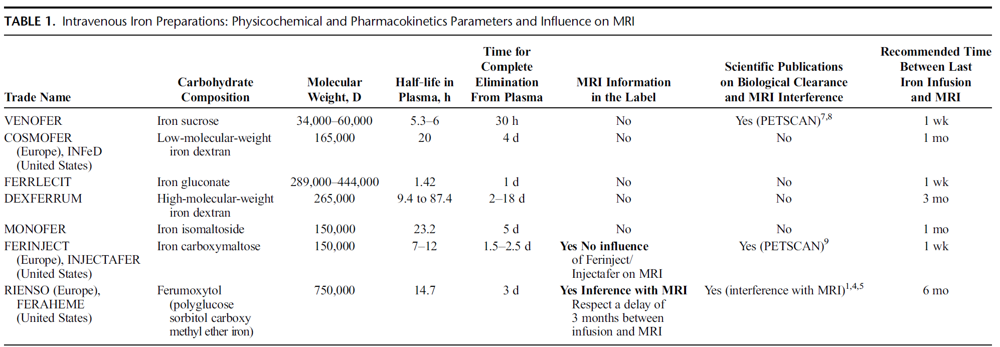 TABLE 1. Intravenous Iron Preparations: Physicochemical and Pharmacokinetics Parameters and Influence on MRI
Time for Recommended Time
Complete Scientific Publications Between Last
Carbohydrate Molecular Half-life in Elimination MRI Information on Biological Clearance Iron Infusion
Trade Name Composition Weight, D Plasma, h From Plasma in the Label and MRI Interference and MRI
VENOFER Iron sucrose 34,000–60,000 5.3–6 30 h No Yes (PETSCAN)7,8 1 wk
COSMOFER Low-molecular-weight 165,000 20 4 d No No 1 mo
(Europe), INFeD iron dextran
(United States)
FERRLECIT Iron gluconate 289,000–444,000 1.42 1 d No No 1 wk
DEXFERRUM High-molecular-weight 265,000 9.4 to 87.4 2–18 d No No 3 mo
iron dextran
MONOFER Iron isomaltoside 150,000 23.2 5 d No No 1 mo
FERINJECT Iron carboxymaltose 150,000 7–12 1.5–2.5 d Yes No influence Yes (PETSCAN)9 1 wk
(Europe), INJECTAFER of Ferinject/
(United States) Injectafer on MRI
RIENSO (Europe), Ferumoxytol 750,000 14.7 3 d Yes Inference with MRI Yes (interference with MRI)1,4,5 6 mo
FERAHEME (polyglucose Respect a delay of
(United States) sorbitol carboxy 3 months between
methyl ether iron) infusion and MRI